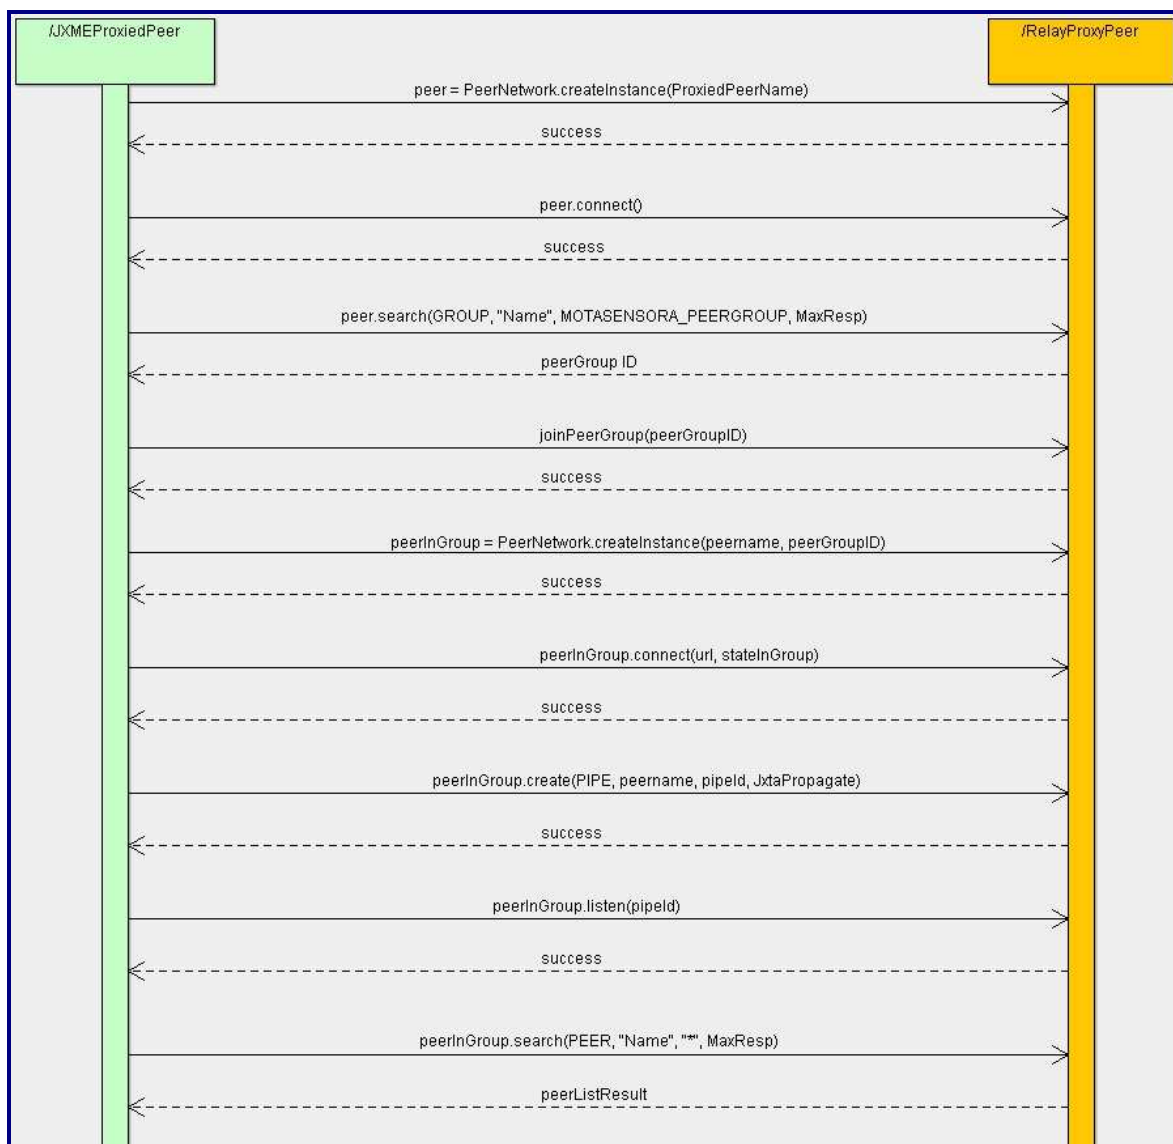 /JXMEProxiedPeer
/RelayProxyPeer
peer = PeerNetwork.createInstance(ProxiedPeerName)
success
peer.connect()
success
peer.search(GROUP, "Name", MOTASENSORA_PEERGROUP, MaxResp)
peerGroup ID
joinPeerGroup(peerGroupID)
success
peerInGroup = PeerNetwork.createInstance(peername, peerGroupID)
success
peerInGroup.connect(url, stateInGroup)
success
peerInGroup.create(PIPE, peername, pipeId, JxtaPropagate)
success
peerInGroup.listen(pipeId)
success
peerInGroup.search(PEER, "Name", "*", MaxResp)
peerListResult